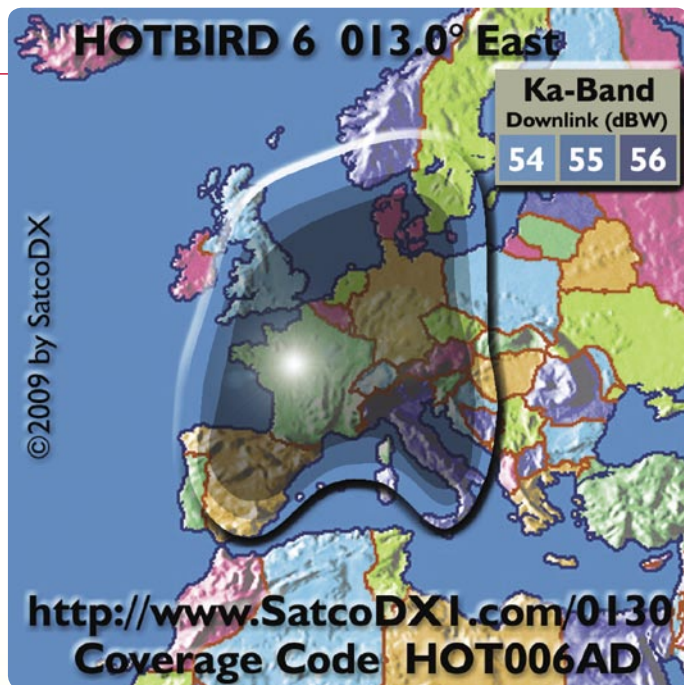 HOTBIRD 6 013.0° East
Ka-Band
Downlink (dBW)
54 55 56
©2009 by SatcoDX
http://www.SatcoDX1.com/0130
Coverage Code HOT006AD